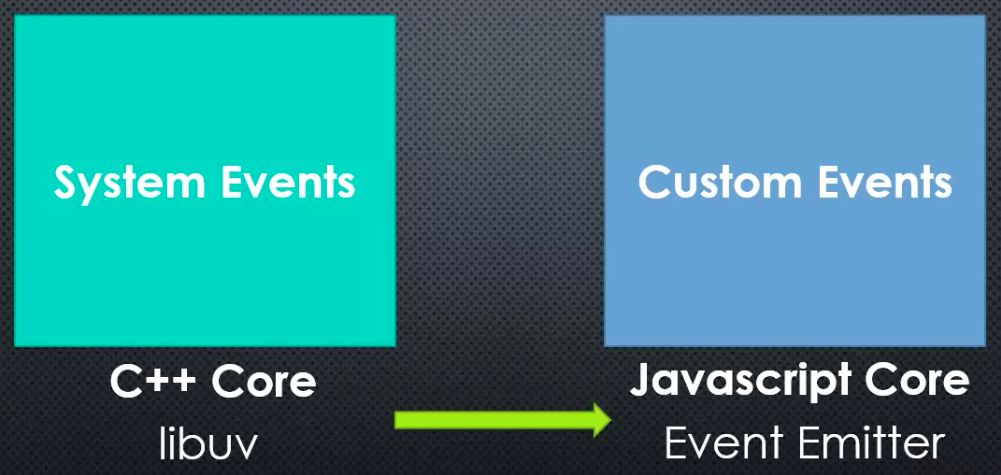 System Events
Custom Events
C++ Core
Javascript Core
libuv
Event Emitter